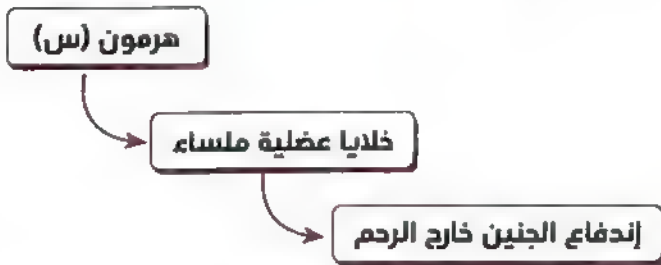 هرمون (س)
خلايا عضلية ملساء
إندفاع الجنين خارج الرحم